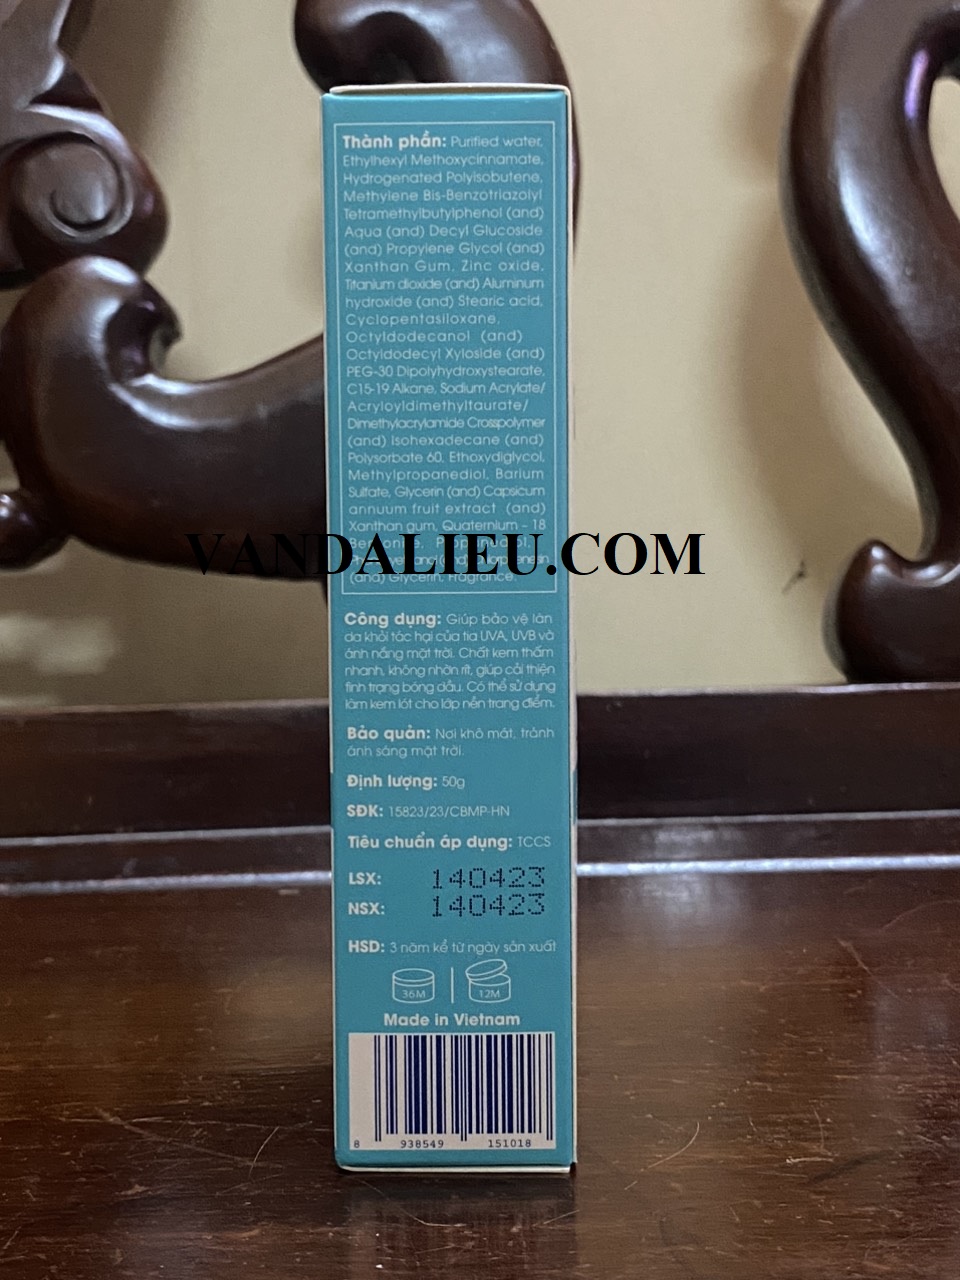 Thành phần: Purified water,
Ethylhexyl Methoxycinnamate,
Hydrogenated Polyisobutene,
Methylene Bis-Benzotriazolyl
Tetramethylbutylphenol (and)
Aqua (and) Decyl Glucoside
(and) Propylene Glycol (and)
Xanthan Gum, Zinc oxide,
Titanium dioxide (and) Aluminum
hydroxide (and) Stearic acid,
Cyclopentasiloxane,
Octyldodecanol (and)
Octyldodecyl Xyloside (and)
PEG-30 Dipolyhydroxystearate,
C15-19 Alkane, Sodium Acrylate/
Acryloyldimethyltaurate/
Dimethylacrylamide Crosspolymer
(and) Isohexadecane (and)
Polysorbate 60, Ethoxydiglycol,
Methylpropanediol, Barium
Sulfate, Glycerin (and) Capsicum
annuum fruit extract (and)
Xanthan gum, Quaternium - 18
VANDALIEU.COM
(and) Glycerin, Fragrance.
Công dụng: Giúp bảo vệ làn
da khỏi tác hại của tia UVA, UVB và
ánh nắng mặt trời. Chất kem thấm
nhanh, không nhờn rít, giúp cải thiện
tình trạng bóng dầu. Có thể sử dụng
làm kem lót cho lớp nền trang điểm.
Bảo quản: Nơi khô mát, tránh
ánh sáng mặt trời.
Định lượng: 50g
SĐK: 15823/23/CBMP-HN
Tiêu chuẩn áp dụng: TCCS
LSX: 140423
NSX: 140423
HSD: 3 năm kể từ ngày sản xuất
36M 12M
Made in Vietnam
8 938549 151018